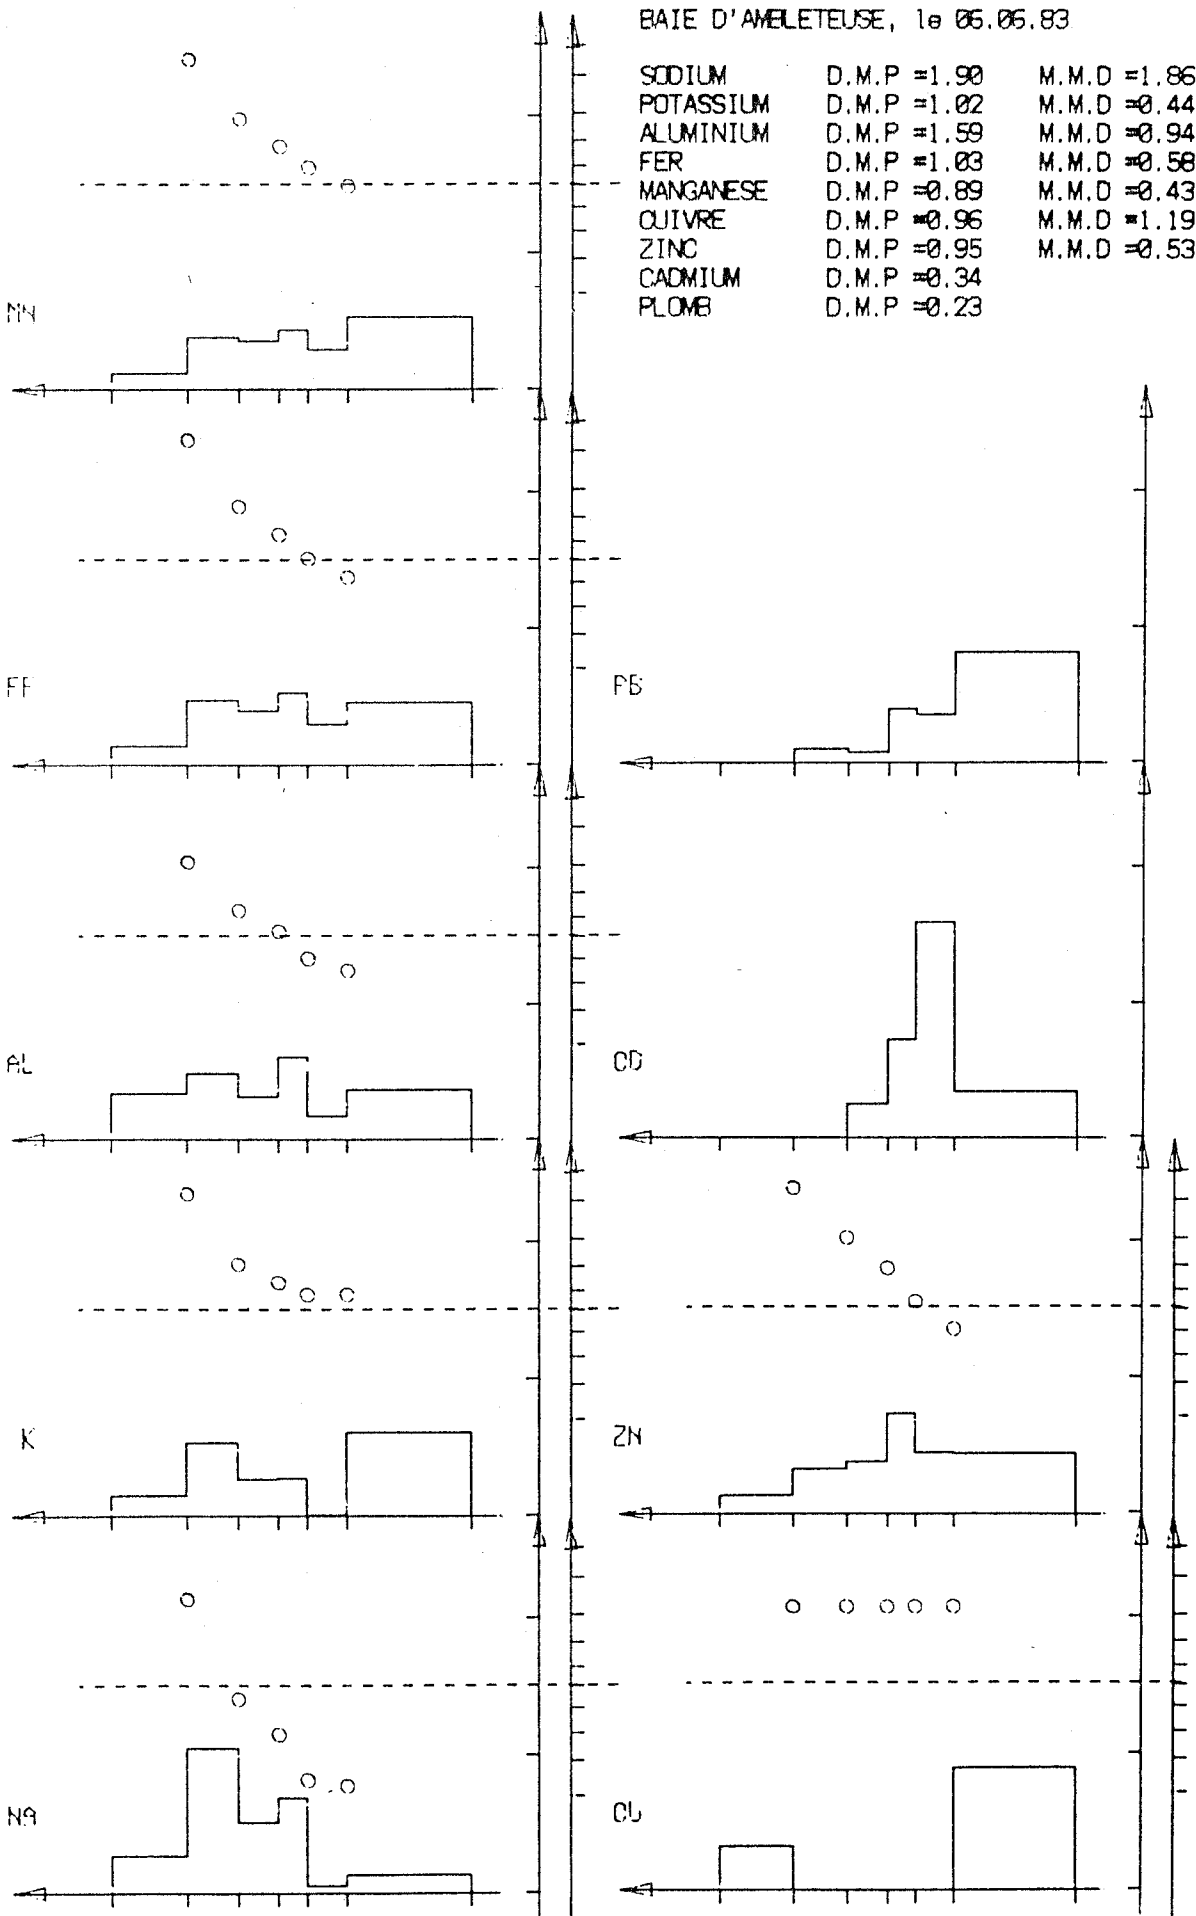 BAIE D'AMBLETEUSE, le 06.06.83
SODIUM D.M.P =1.90 M.M.D =1.86
POTASSIUM D.M.P =1.02 M.M.D =0.44
ALUMINIUM D.M.P =1.59 M.M.D =0.94
FER D.M.P =1.03 M.M.D =0.58
MANGANESE D.M.P =0.89 M.M.D =0.43
CUIVRE D.M.P =0.96 M.M.D =1.19
ZINC D.M.P =0.95 M.M.D =0.53
CADMIUM D.M.P =0.34
PLOMB D.M.P =0.23
MN
FE
PB
AL
CD
K
ZN
NA
CU